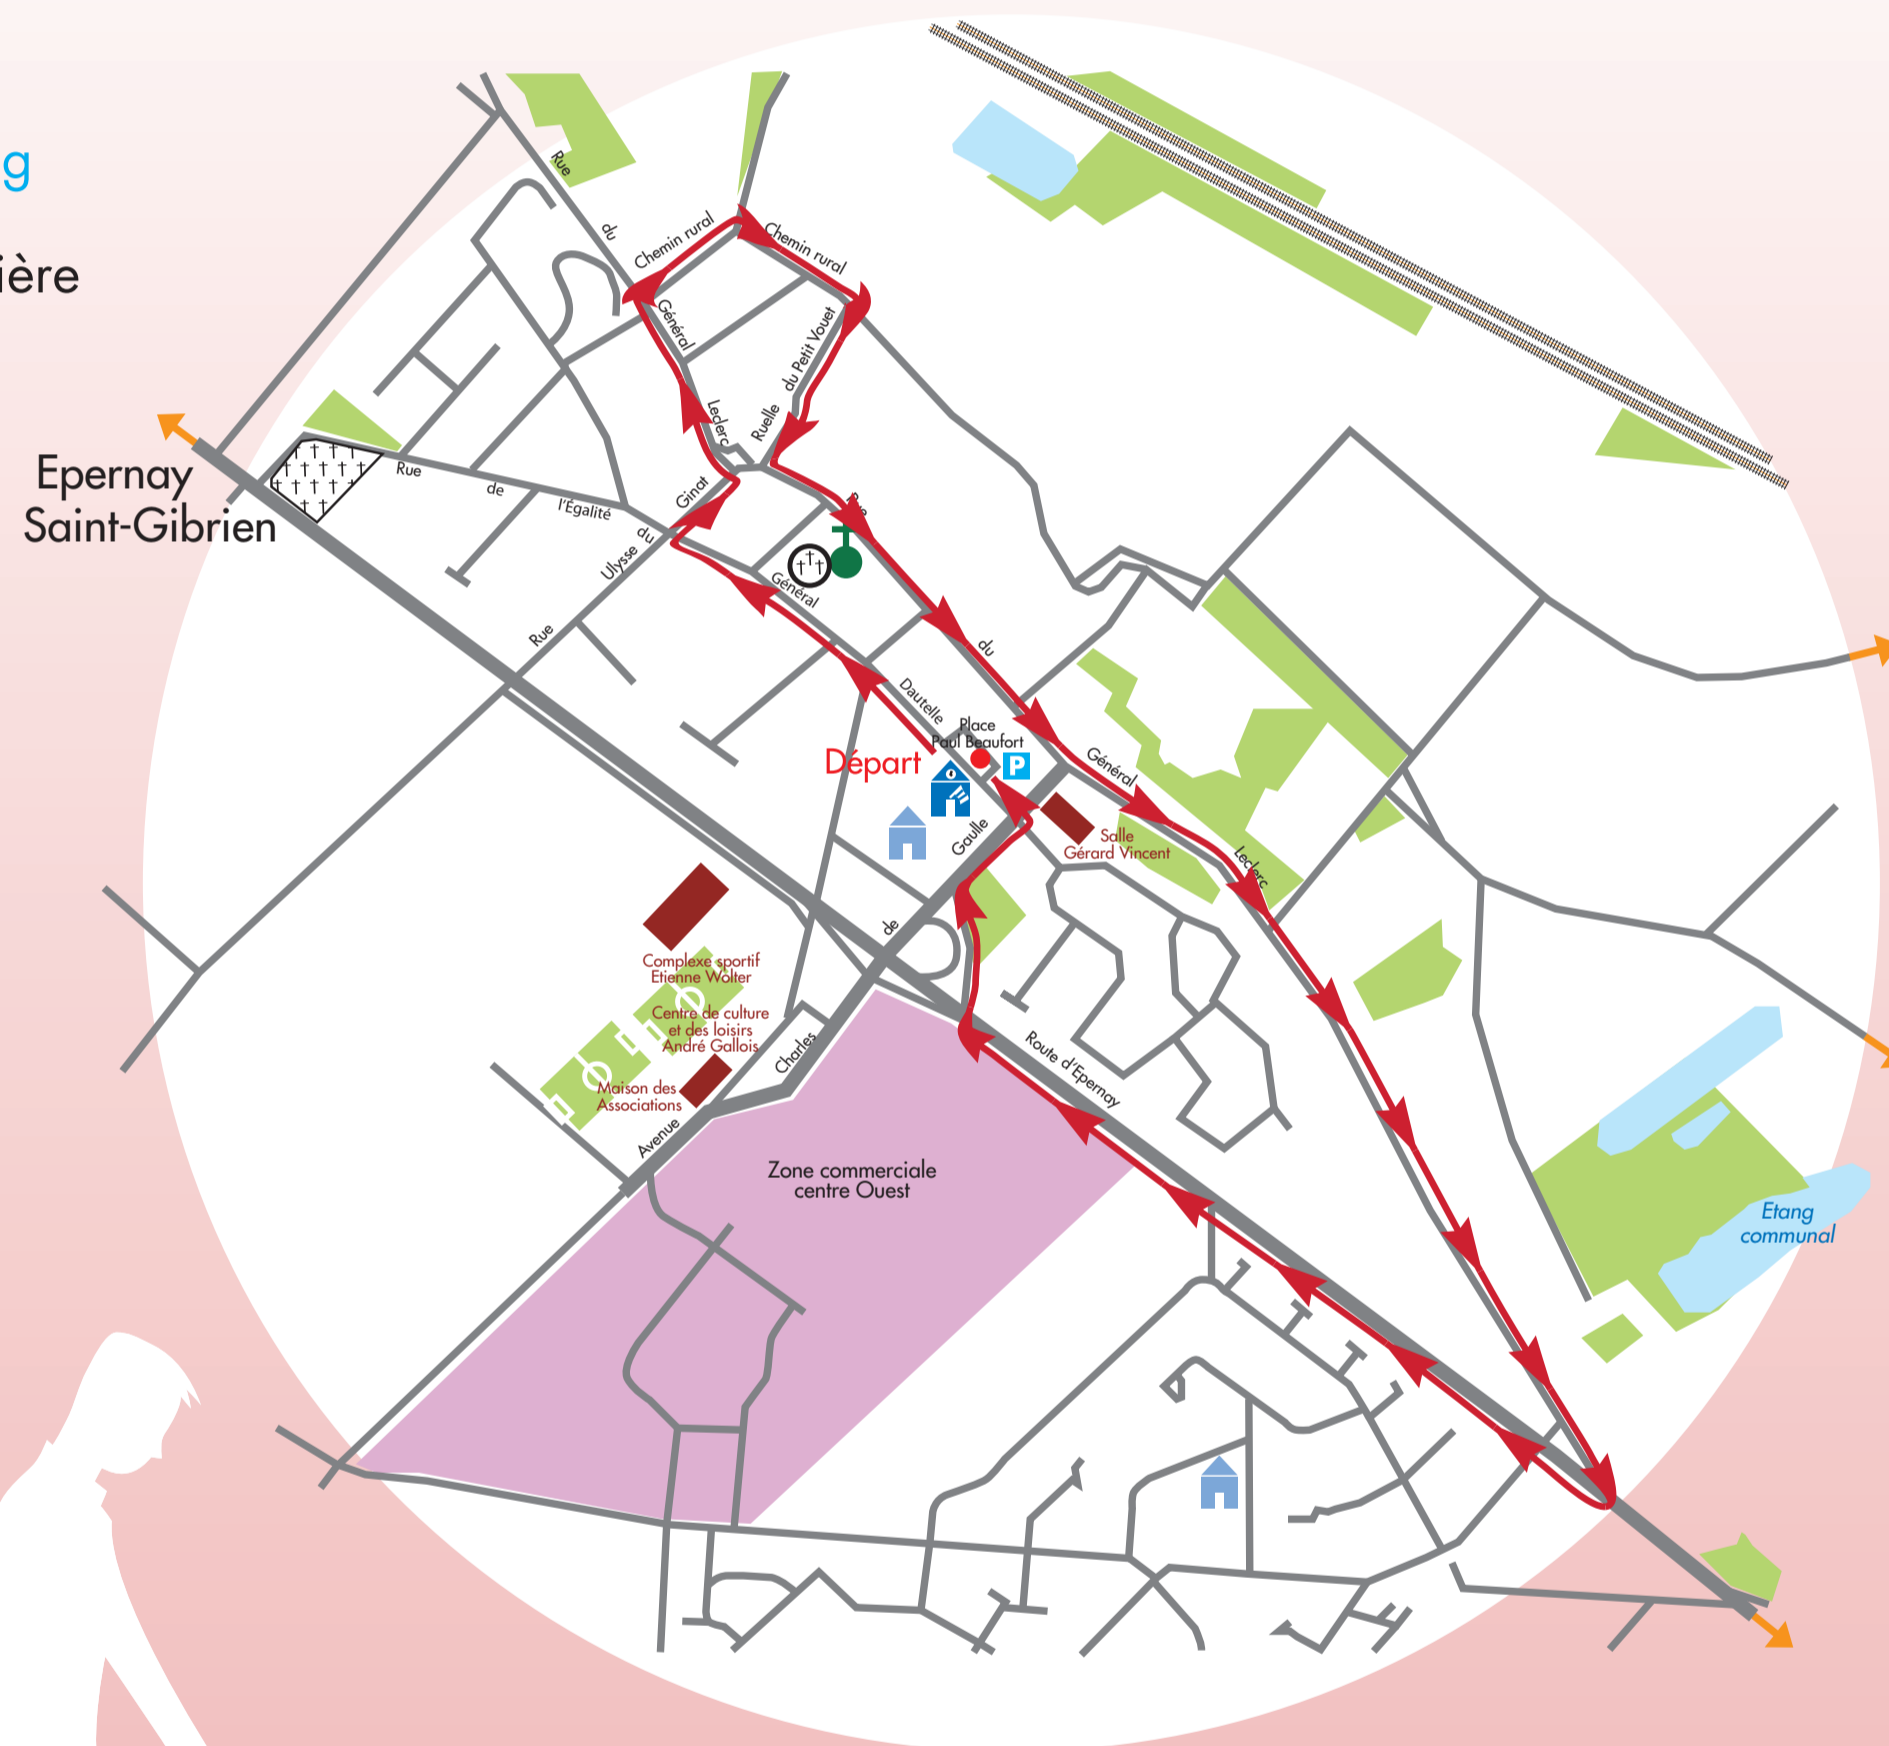 g
ière
Epernay
Saint-Gibrien
Rue
du
Général
Leclerc
Chemin rural
Chemin rural
Ruelle du Petit Vouet
Rue de l'Egalité
Rue Ulysse Ginat
Rue
du
Général
Leclerc
du
Général
Dautelle
Place
Paul Beaufort
P
Départ
Salle
Gérard Vincent
Avenue Charles de Gaulle
Complexe sportif
Etienne Wolter
Centre de culture
et des loisirs
André Gallois
Maison des
Associations
Route d'Epernay
Zone commerciale
centre Ouest
Etang
communal